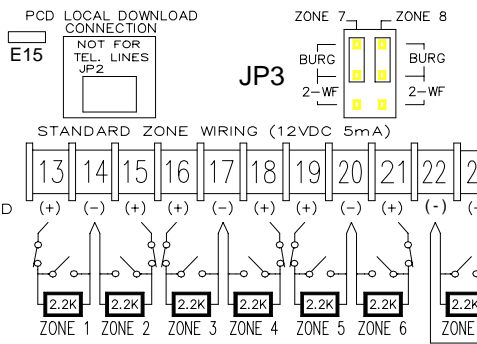 PCD LOCAL DOWNLOAD
CONNECTION
E15
NOT FOR
TEL. LINES
JP2
JP3
ZONE 7
ZONE 8
BURG
BURG
2-WF
2-WF
STANDARD ZONE WIRING (12VDC 5mA)
13 14 15 16 17 18 19 20 21 22 2
D (+) (-) (+) (+) (-) (+) (+) (-) (+) (-) (-
2.2K 2.2K 2.2K 2.2K 2.2K 2.2K 2.2K
ZONE 1 ZONE 2 ZONE 3 ZONE 4 ZONE 5 ZONE 6 ZONE